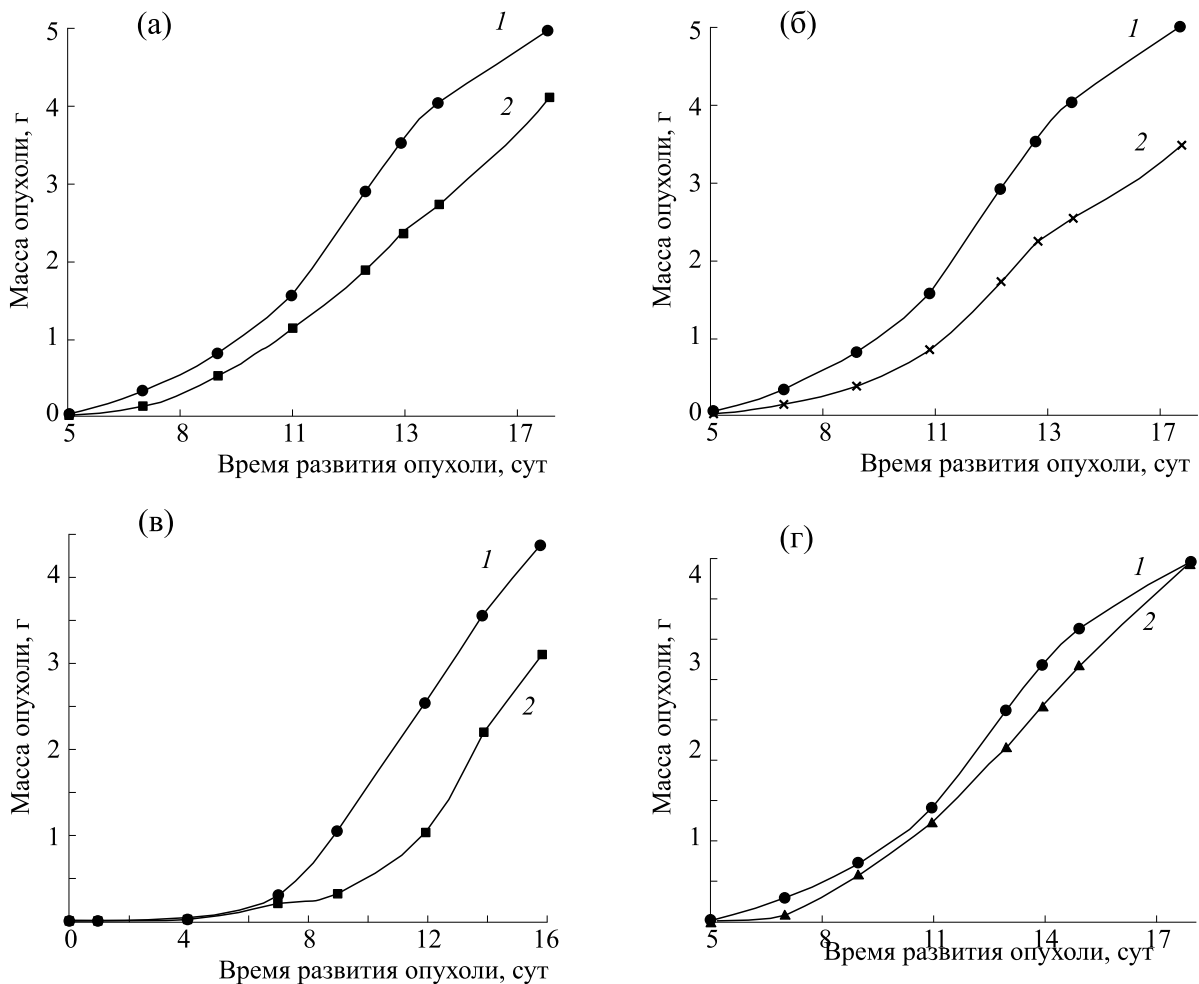 (а)
Масса опухоли, г
5
4
3
2
1
0
1
2
5 8 11 13 17
Время развития опухоли, сут
(б)
Масса опухоли, г
5
4
3
2
1
0
1
2
5 8 11 13 17
Время развития опухоли, сут
(в)
Масса опухоли, г
4
3
2
1
1
2
0 4 8 12 16
Время развития опухоли, сут
(г)
Масса опухоли, г
4
3
2
1
1
2
5 8 11 14 17
Время развития опухоли, сут